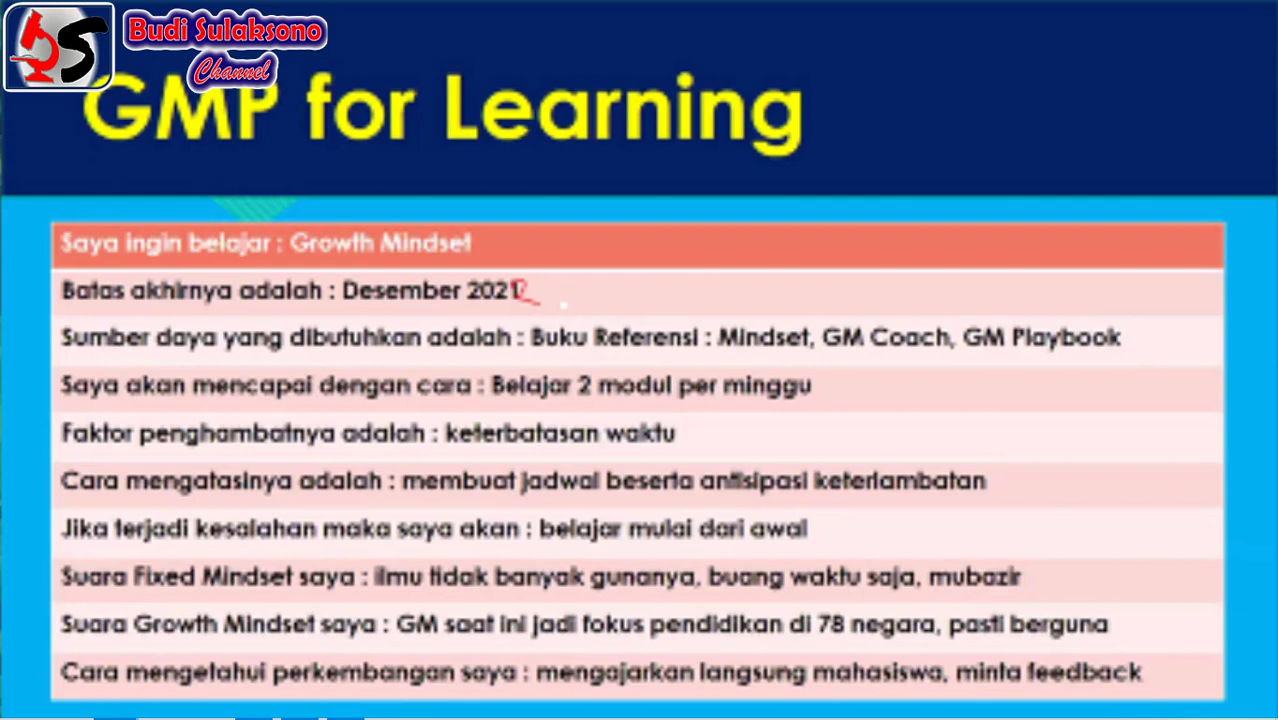 Budi Sulaksono
Channel
GMP for Learning
Saya ingin belajar : Growth Mindset
Batas akhirnya adalah : Desember 2021
Sumber daya yang dibutuhkan adalah : Buku Referensi : Mindset, GM Coach, GM Playbook
Saya akan mencapai dengan cara : Belajar 2 modul per minggu
Faktor penghambatnya adalah : keterbatasan waktu
Cara mengatasinya adalah : membuat jadwal beserta antisipasi keterlambatan
Jika terjadi kesalahan maka saya akan : belajar mulai dari awal
Suara Fixed Mindset saya : ilmu tidak banyak gunanya, buang waktu saja, mubazir
Suara Growth Mindset saya : GM saat ini jadi fokus pendidikan di 78 negara, pasti berguna
Cara mengetahui perkembangan saya : mengajarkan langsung mahasiswa, minta feedback